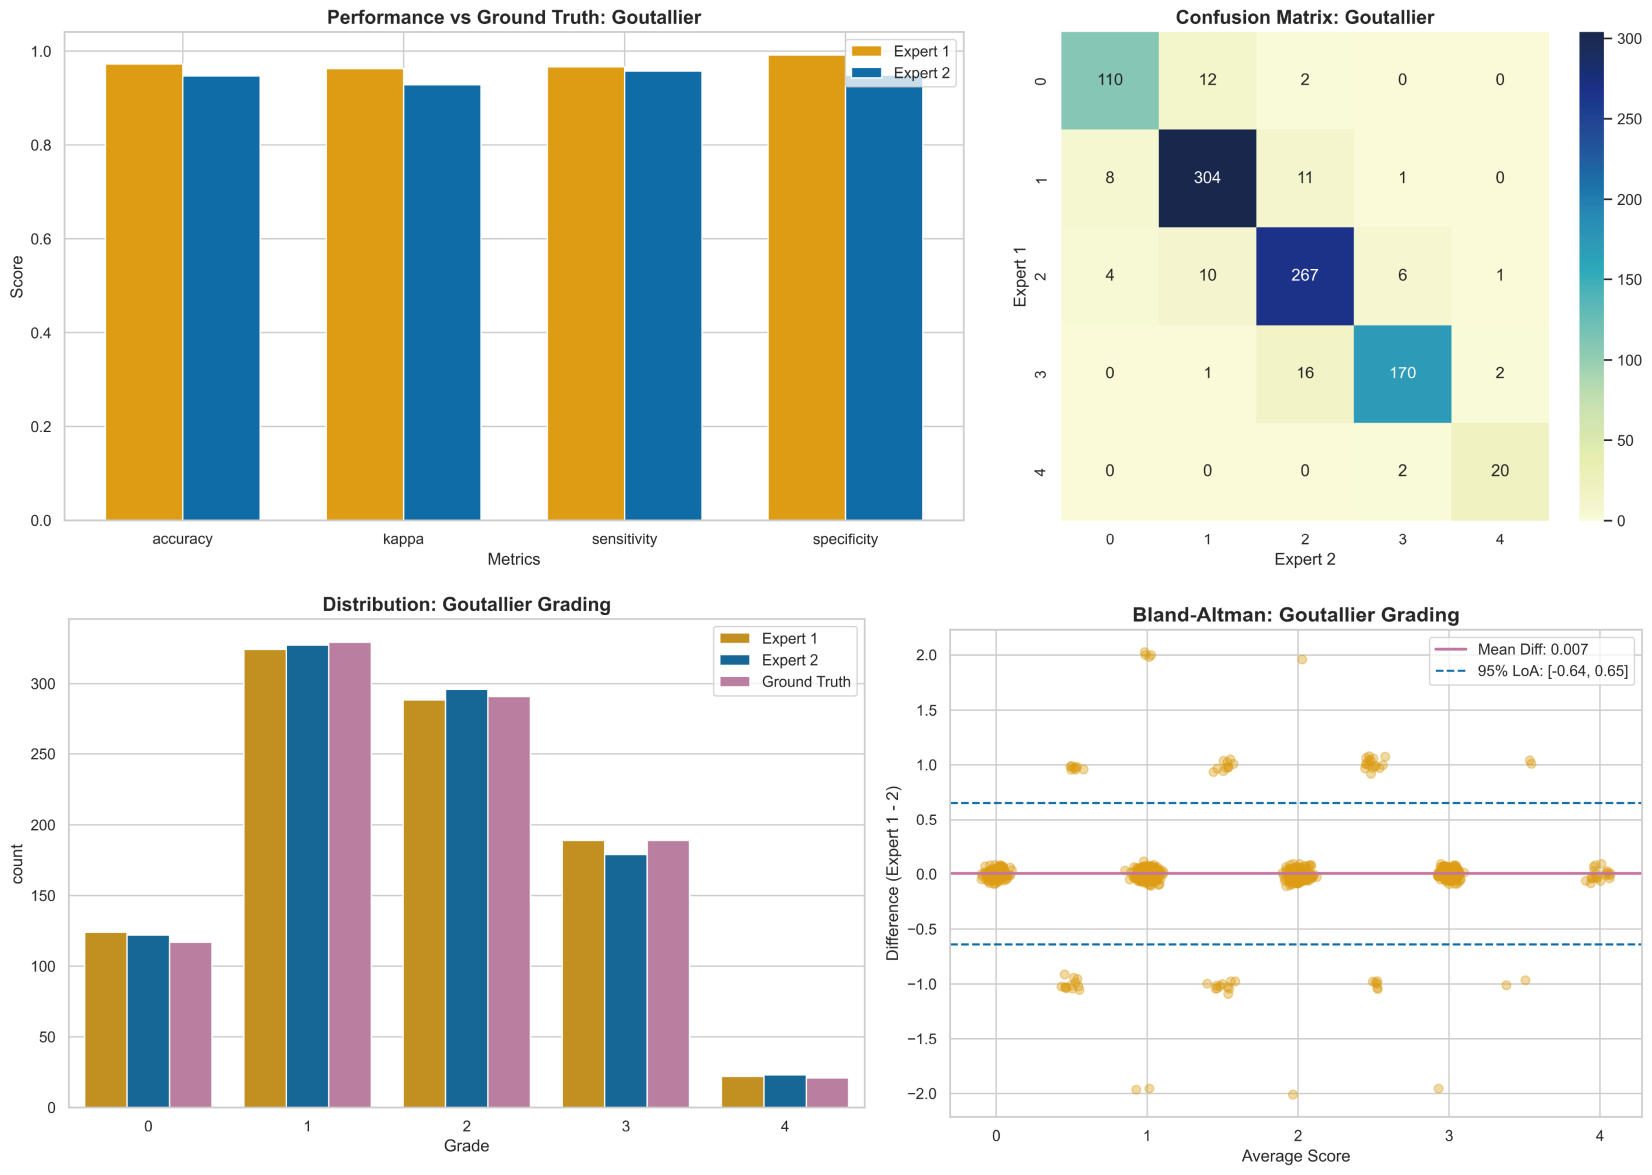 Performance vs Ground Truth: Goutallier
Expert 1
Expert 2
1.0
0.8
0.6
0.4
0.2
0.0
Score
accuracy kappa sensitivity specificity
Metrics
Confusion Matrix: Goutallier
0 110 12 2 0 0
1 8 304 11 1 0
2 4 10 267 6 1
3 0 1 16 170 2
4 0 0 0 2 20
Expert 1
0 1 2 3 4
Expert 2
300
250
200
150
100
50
0
Distribution: Goutallier Grading
Expert 1
Expert 2
Ground Truth
300
250
200
150
100
50
0
count
0 1 2 3 4
Grade
Bland-Altman: Goutallier Grading
Mean Diff: 0.007
95% LoA: [-0.64, 0.65]
2.0
1.5
1.0
0.5
0.0
−0.5
−1.0
−1.5
−2.0
Difference (Expert 1 - 2)
0 1 2 3 4
Average Score